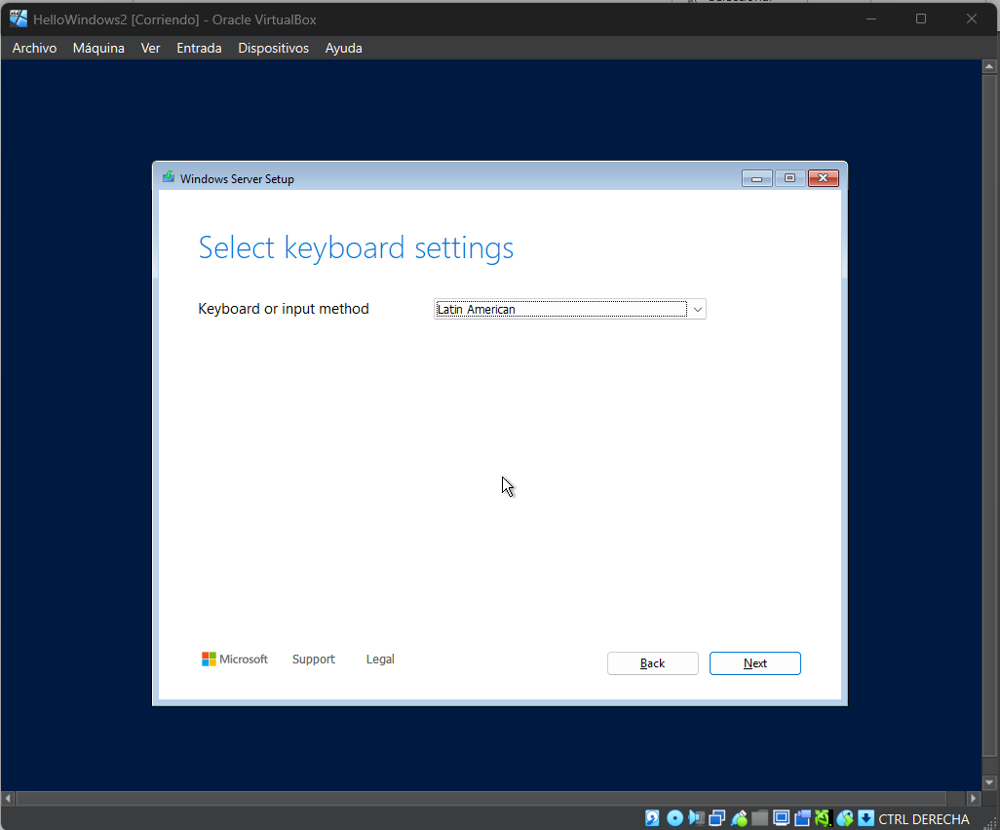 HelloWindows2 [Corriendo] - Oracle VirtualBox
Archivo Máquina Ver Entrada Dispositivos Ayuda
Windows Server Setup
Select keyboard settings
Keyboard or input method Latin American
Microsoft Support Legal Back Next
CTRL DERECHA